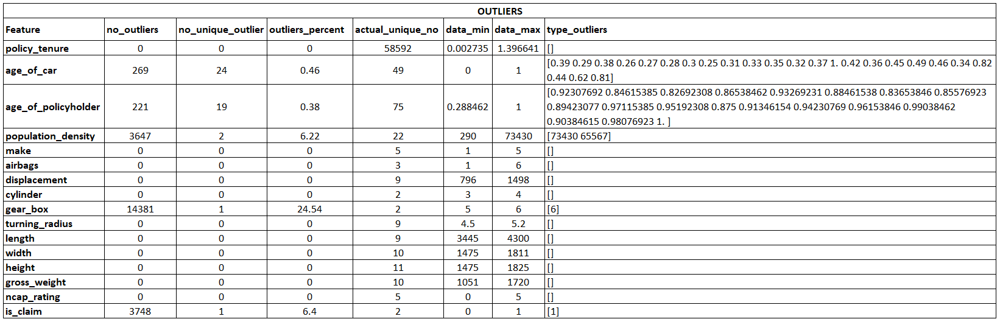 OUTLIERS
Feature no_outliers no_unique_outlier outliers_percent actual_unique_no data_min data_max type_outliers
policy_tenure 0 0 0 58592 0.002735 1.396641 []
age_of_car 269 24 0.46 49 0 1 [0.39 0.29 0.38 0.26 0.27 0.28 0.3 0.25 0.31 0.33 0.35 0.32 0.37 1. 0.42 0.36 0.45 0.49 0.46 0.34 0.82
0.44 0.62 0.81]
age_of_policyholder 221 19 0.38 75 0.288462 1 [0.92307692 0.84615385 0.82692308 0.86538462 0.93269231 0.88461538 0.83653846 0.85576923
0.89423077 0.97115385 0.95192308 0.875 0.91346154 0.94230769 0.96153846 0.99038462
0.90384615 0.98076923 1. ]
population_density 3647 2 6.22 22 290 73430 [73430 65567]
make 0 0 0 5 1 5 []
airbags 0 0 0 3 1 6 []
displacement 0 0 0 9 796 1498 []
cylinder 0 0 0 2 3 4 []
gear_box 14381 1 24.54 2 5 6 [6]
turning_radius 0 0 0 9 4.5 5.2 []
length 0 0 0 9 3445 4300 []
width 0 0 0 10 1475 1811 []
height 0 0 0 11 1475 1825 []
gross_weight 0 0 0 10 1051 1720 []
ncap_rating 0 0 0 5 0 5 []
is_claim 3748 1 6.4 2 0 1 [1]